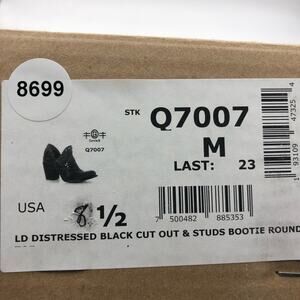 8699
STK Q7007
Q7007
M
LAST: 23
USA 8 1/2
7 500482 885353
LD DISTRESSED BLACK CUT OUT & STUDS BOOTIE ROUND